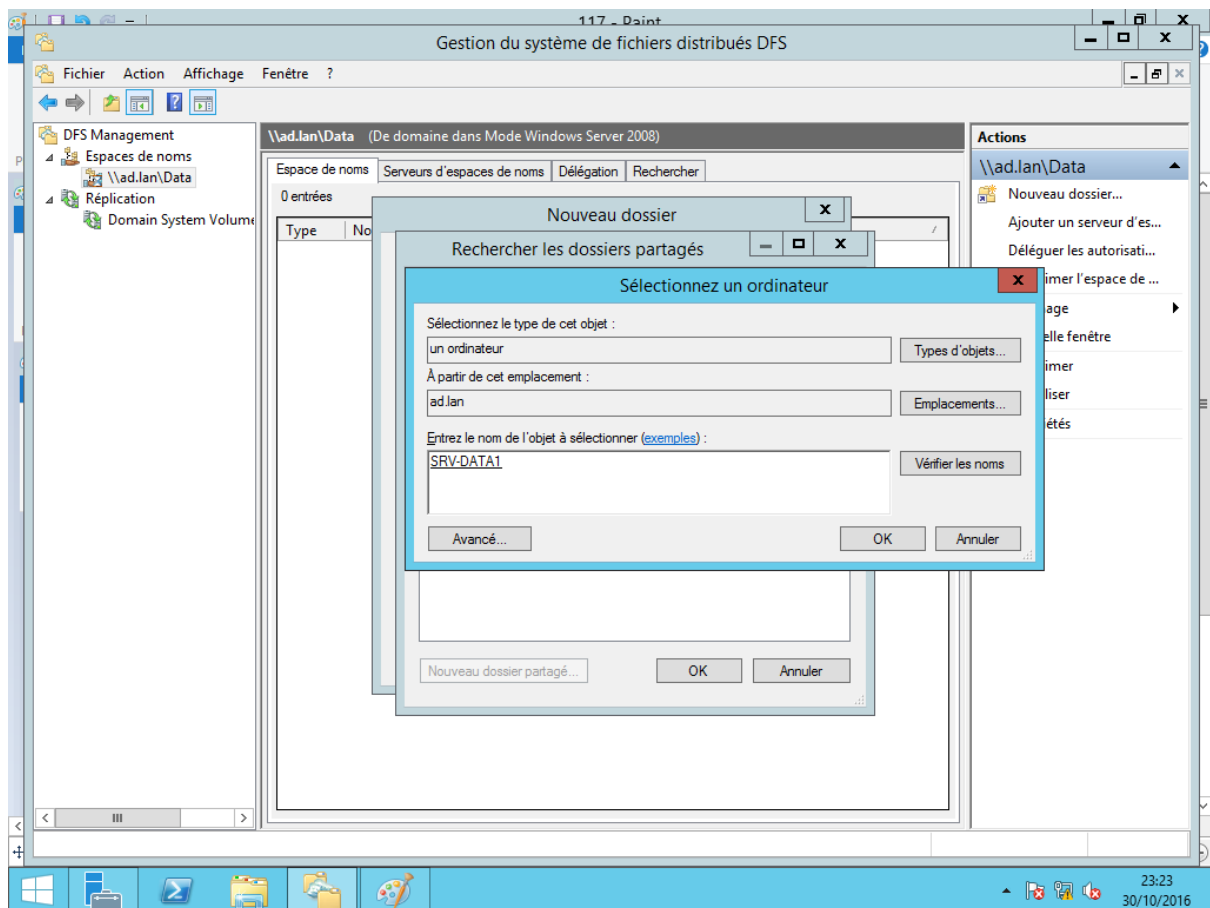 117 - Paint
Gestion du système de fichiers distribués DFS
Fichier Action Affichage Fenêtre ?
DFS Management
Espaces de noms
\\ad.lan\Data
Réplication
Domain System Volume
\\ad.lan\Data (De domaine dans Mode Windows Server 2008)
Espace de noms Serveurs d'espaces de noms Délégation Rechercher
0 entrées
Type No
Nouveau dossier
Rechercher les dossiers partagés
Sélectionnez un ordinateur
Sélectionnez le type de cet objet :
un ordinateur Types d'objets...
À partir de cet emplacement :
ad.lan Emplacements...
Entrez le nom de l'objet à sélectionner (exemples) :
SRV-DATA1 Vérifier les noms
Avancé... OK Annuler
Nouveau dossier partagé... OK Annuler
Actions
\\ad.lan\Data
Nouveau dossier...
Ajouter un serveur d'es...
Déléguer les autorisati...
imer l'espace de ...
age
elle fenêtre
imer
liser
étés
23:23
30/10/2016